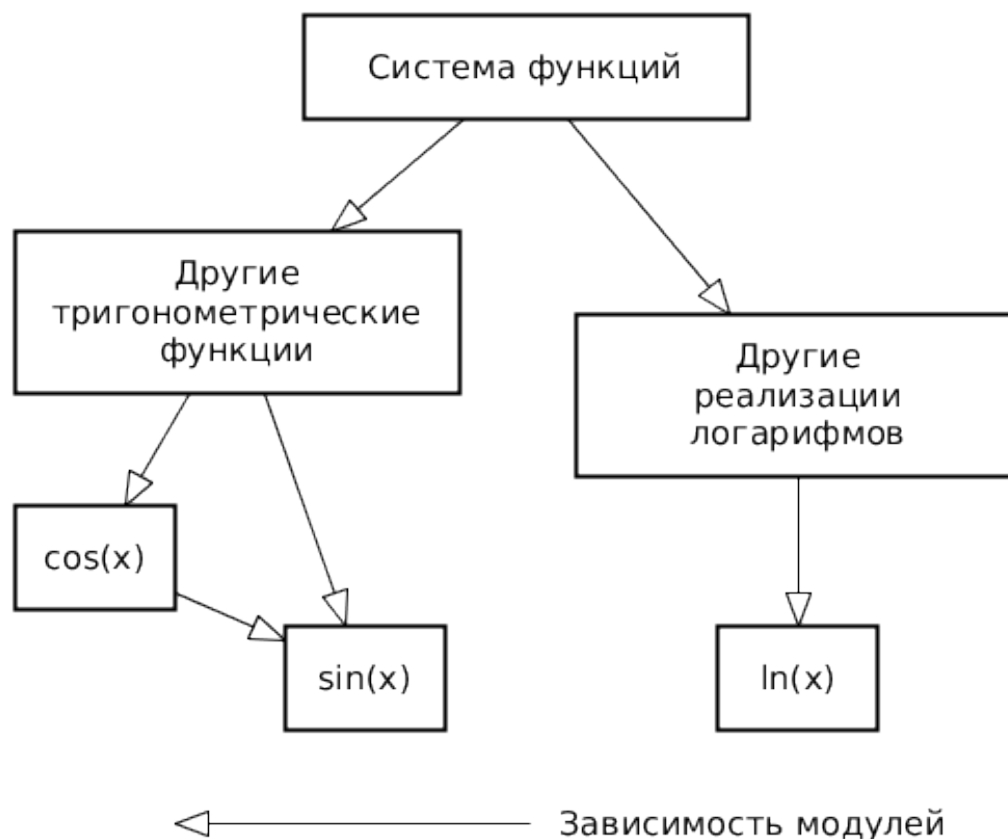 Система функций
Другие
тригонометрические
функции
Другие
реализации
логарифмов
cos(x)
sin(x)
ln(x)
Зависимость модулей